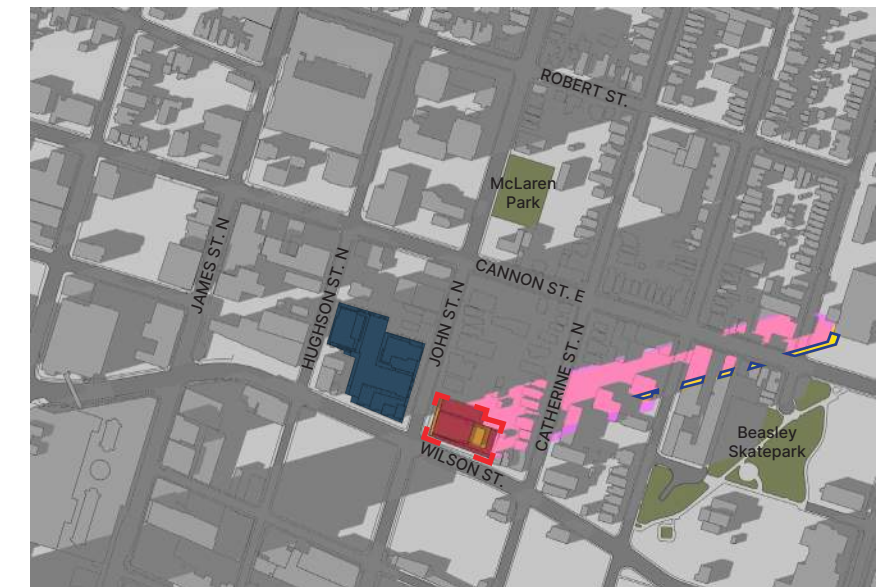 ROBERT ST.
McLaren
Park
CANNON ST. E
JAMES ST. N
HUGHSON ST. N
JOHN ST. N
CATHERINE ST. N
Beasley
Skatepark
WILSON ST.